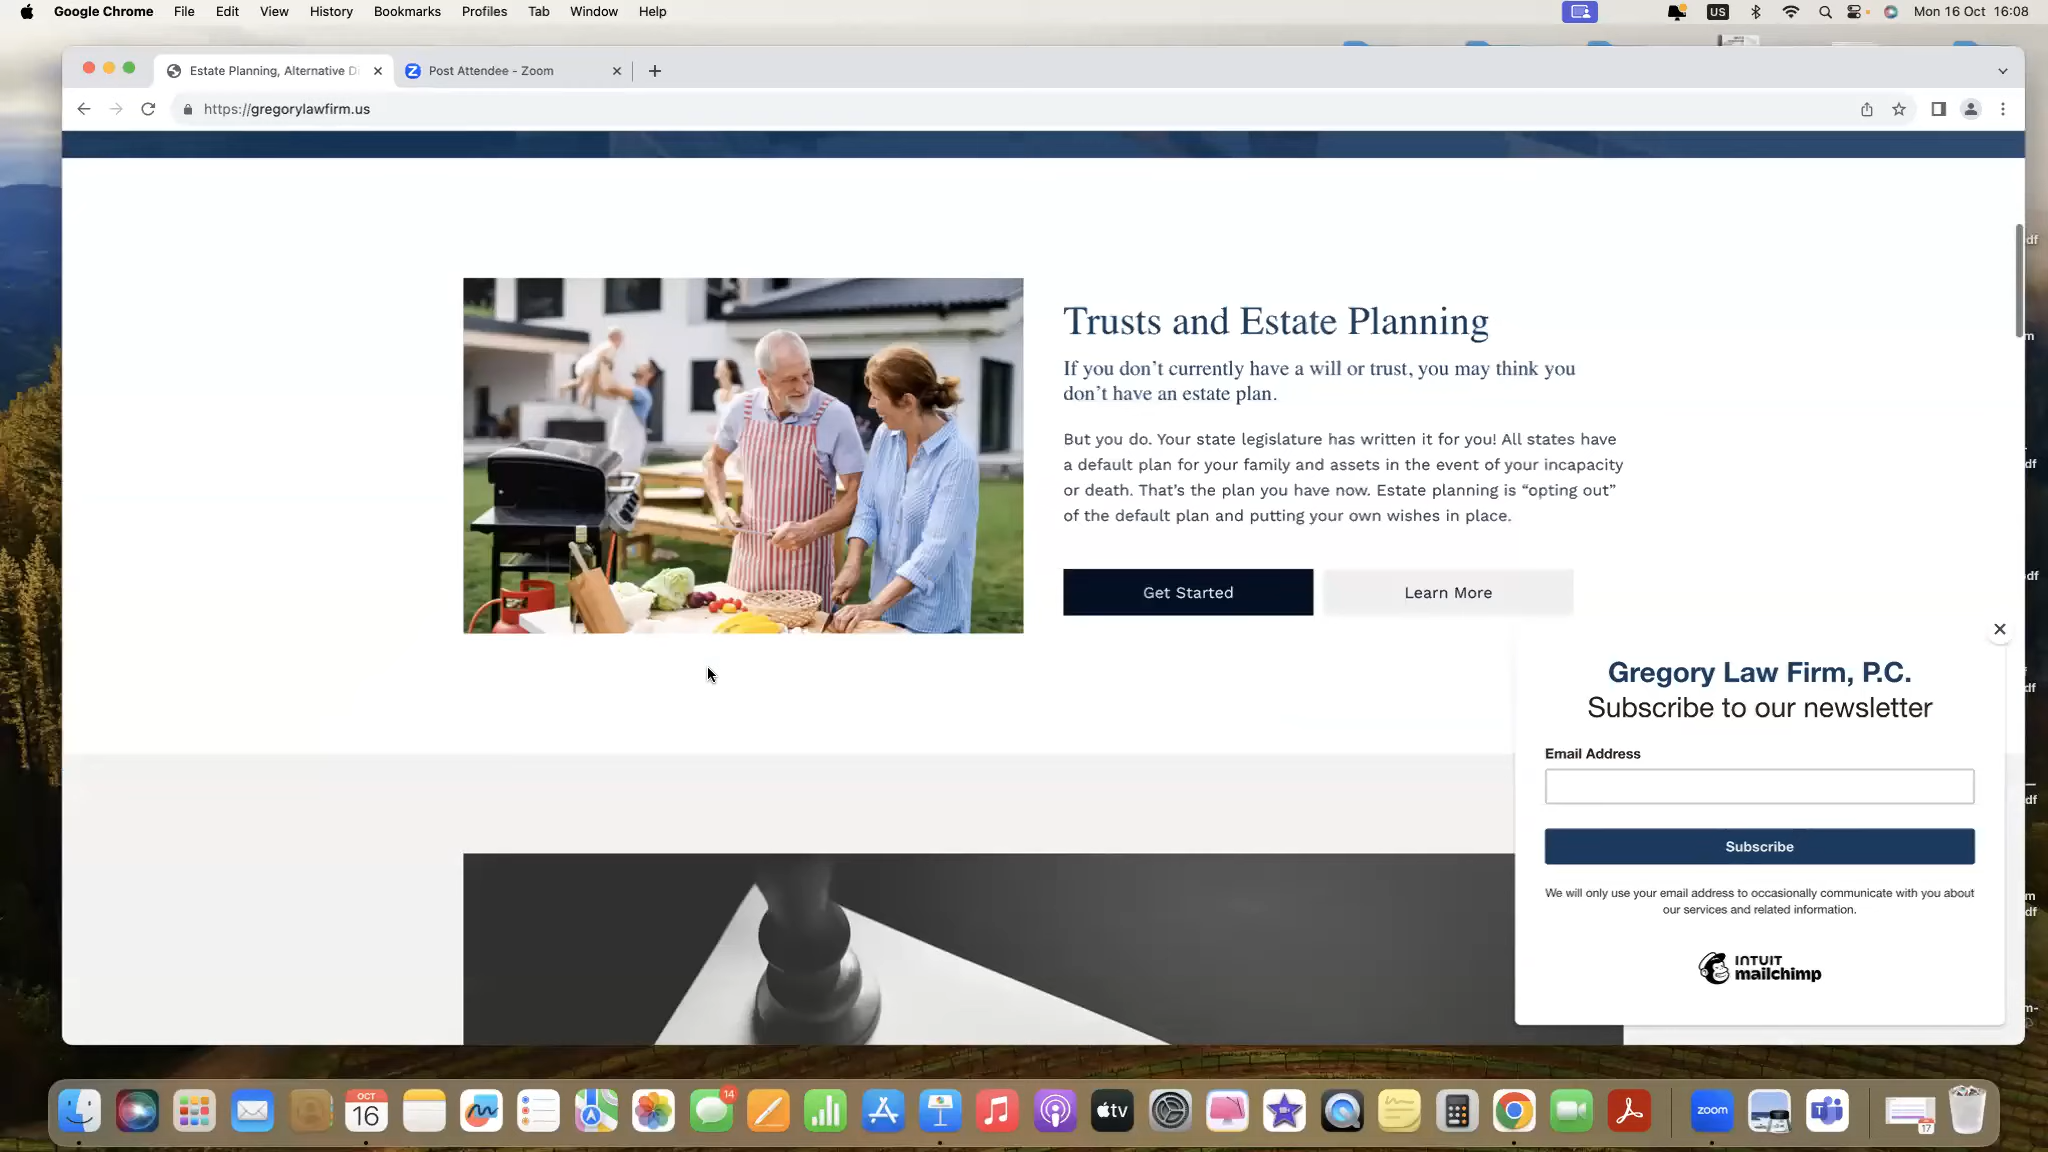 Google Chrome File Edit View History Bookmarks Profiles Tab Window Help US Mon 16 Oct 16:08
Estate Planning, Alternative D
Post Attendee - Zoom
https://gregorylawfirm.us
Trusts and Estate Planning
If you don’t currently have a will or trust, you may think you
don’t have an estate plan.
But you do. Your state legislature has written it for you! All states have
a default plan for your family and assets in the event of your incapacity
or death. That’s the plan you have now. Estate planning is “opting out”
of the default plan and putting your own wishes in place.
Get Started
Learn More
Gregory Law Firm, P.C.
Subscribe to our newsletter
Email Address
Subscribe
We will only use your email address to occasionally communicate with you about
our services and related information.
INTUIT
mailchimp
df
m
df
df
df
df
m
df
m-
OCT
16
14
tv
zoom
T
17